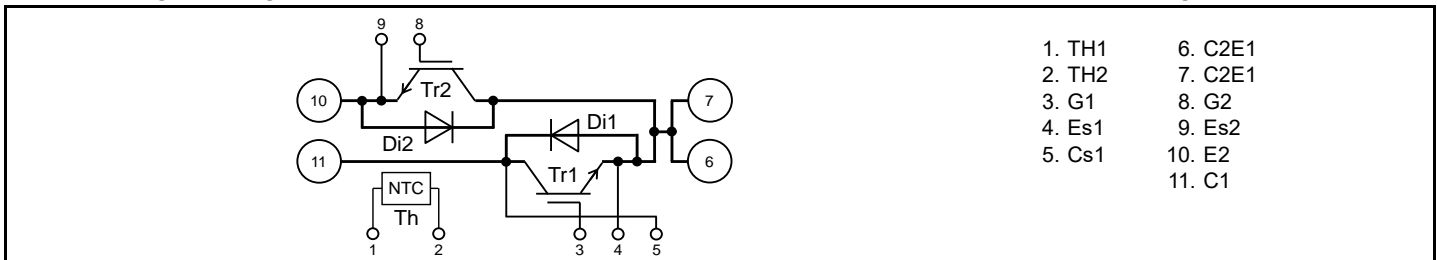 9 8
10 Tr2 7
Di2 Di1
11 Tr1 6
NTC
Th
1 2 3 4 5
1. TH1 6. C2E1
2. TH2 7. C2E1
3. G1 8. G2
4. Es1 9. Es2
5. Cs1 10. E2
11. C1